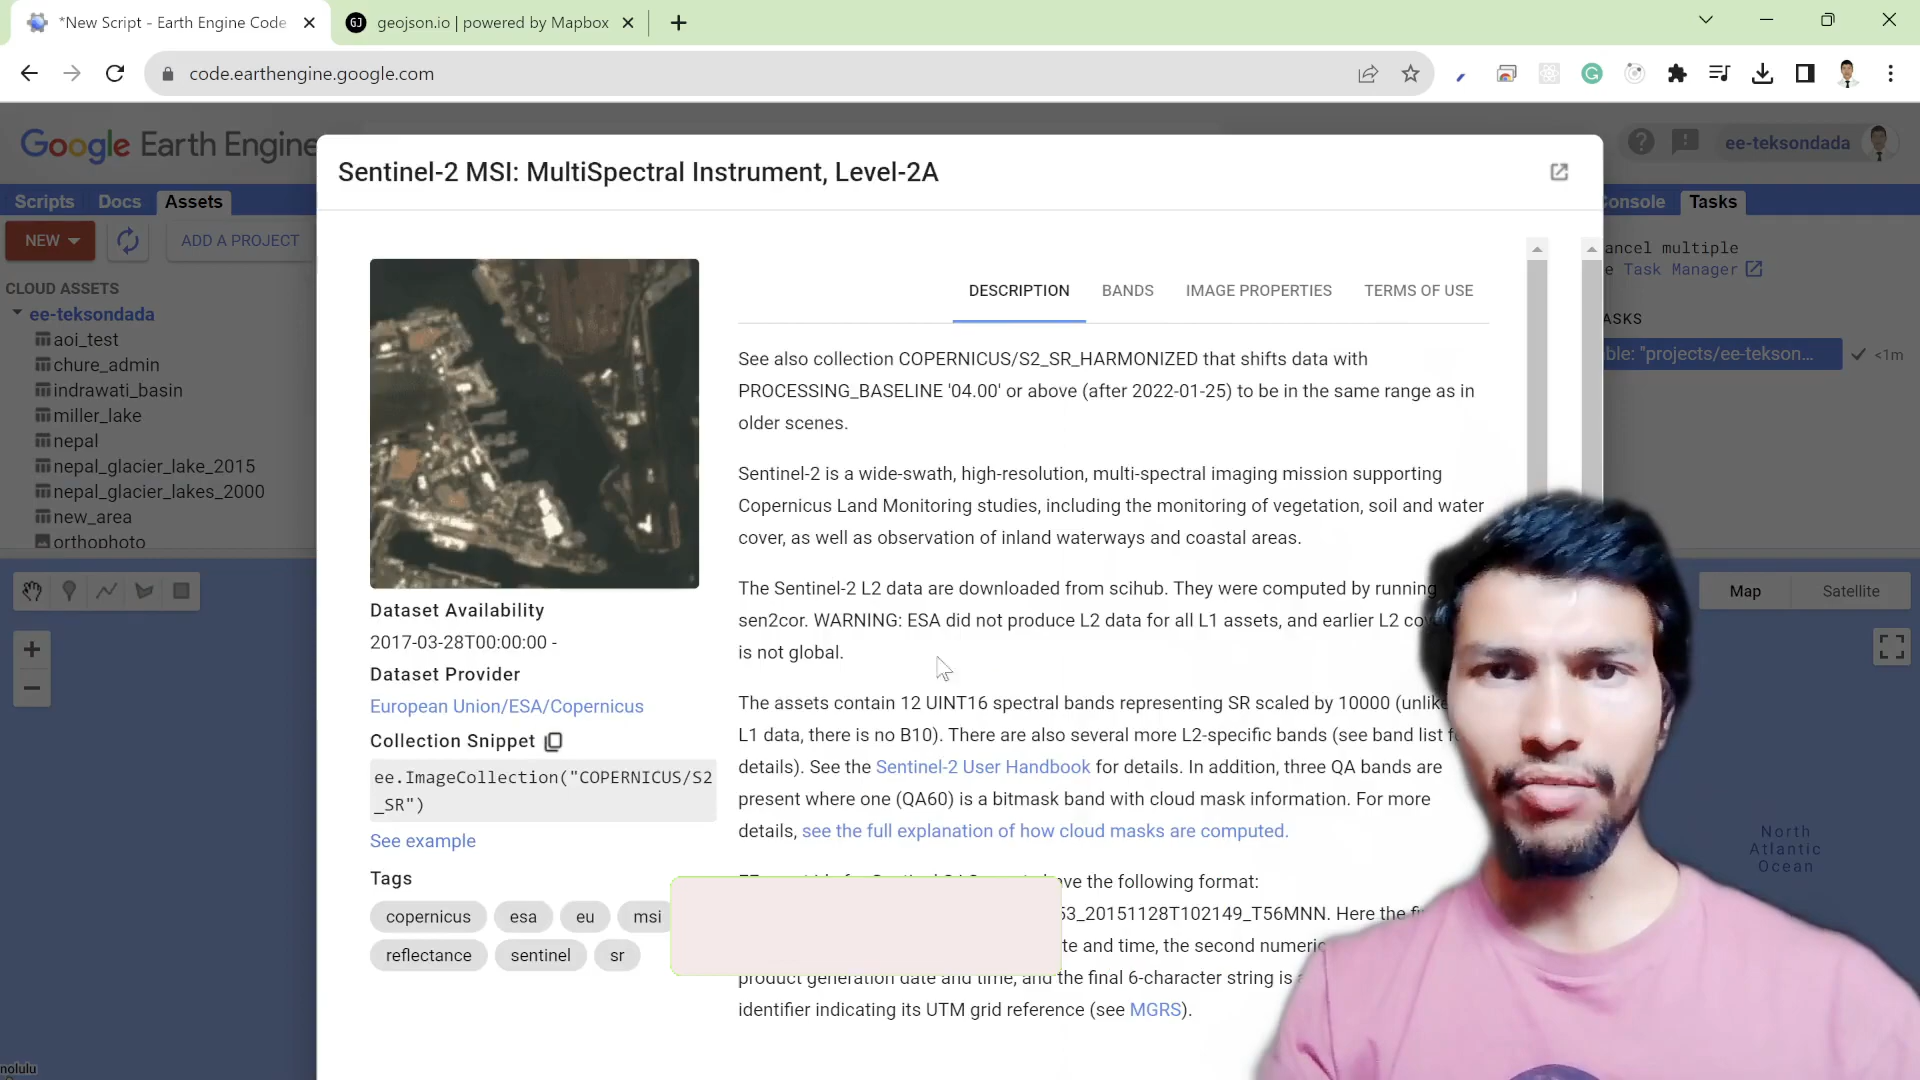 *New Script - Earth Engine Code
geojson.io | powered by Mapbox
code.earthengine.google.com
Google Earth Engine
ee-teksondada
Sentinel-2 MSI: MultiSpectral Instrument, Level-2A
Scripts Docs Assets
Console Tasks
NEW
ADD A PROJECT
CLOUD ASSETS
ee-teksondada
aoi_test
chure_admin
indrawati_basin
miller_lake
nepal
nepal_glacier_lake_2015
nepal_glacier_lakes_2000
new_area
orthophoto
Dataset Availability
2017-03-28T00:00:00 -
Dataset Provider
European Union/ESA/Copernicus
Collection Snippet
ee.ImageCollection("COPERNICUS/S2
_SR")
See example
Tags
copernicus esa eu msi
reflectance sentinel sr
DESCRIPTION BANDS IMAGE PROPERTIES TERMS OF USE
See also collection COPERNICUS/S2_SR_HARMONIZED that shifts data with
PROCESSING_BASELINE '04.00' or above (after 2022-01-25) to be in the same range as in
older scenes.
Sentinel-2 is a wide-swath, high-resolution, multi-spectral imaging mission supporting
Copernicus Land Monitoring studies, including the monitoring of vegetation, soil and water
cover, as well as observation of inland waterways and coastal areas.
The Sentinel-2 L2 data are downloaded from scihub. They were computed by running
sen2cor. WARNING: ESA did not produce L2 data for all L1 assets, and earlier L2
is not global.
The assets contain 12 UINT16 spectral bands representing SR scaled by 10000 (unlike
L1 data, there is no B10). There are also several more L2-specific bands (see band list
details). See the Sentinel-2 User Handbook for details. In addition, three QA bands are
present where one (QA60) is a bitmask band with cloud mask information. For more
details, see the full explanation of how cloud masks are computed.
the following format:
53_20151128T102149_T56MNN. Here the
and time, the second numeric
product generation date and time, and the final 6-character string is
identifier indicating its UTM grid reference (see MGRS).
multiple
Task Manager
"projects/ee-tekson... <1m
Map Satellite
North
Atlantic
Ocean